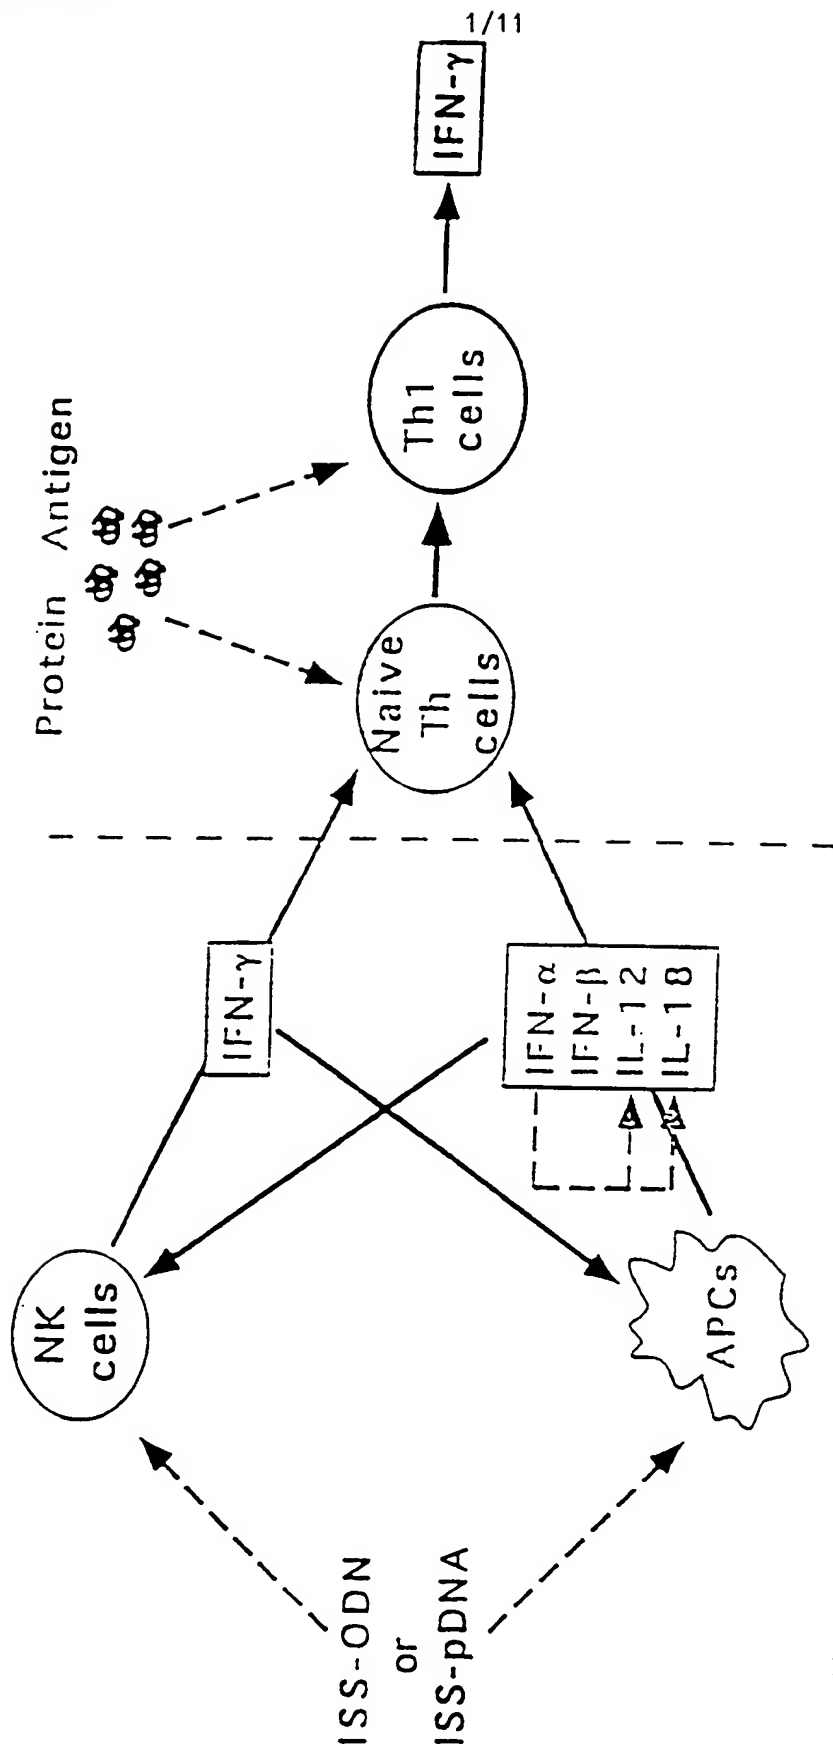 1/11
ISS-ODN
or
ISS-pDNA
NK
cells
APCs
IFN-γ
IFN-α
IFN-β
IL-12
IL-18
Protein Antigen
Naive
Th
cells
Th1
cells
IFN-γ